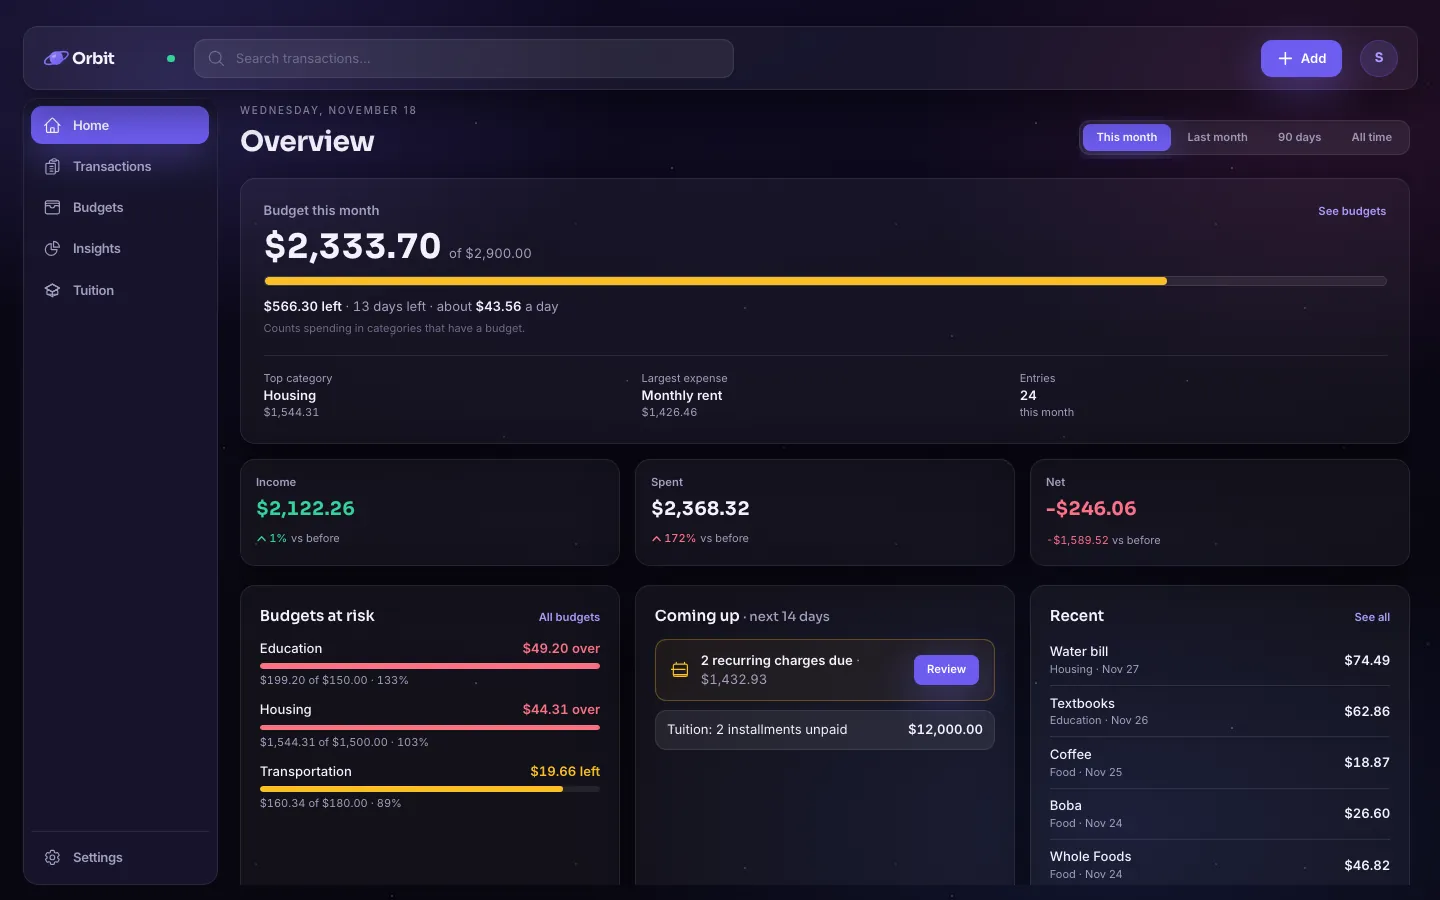 Orbit
Search transactions...
Add
S
Home
Transactions
Budgets
Insights
Tuition
Settings
WEDNESDAY, NOVEMBER 18
Overview
This month
Last month
90 days
All time
Budget this month
See budgets
$2,333.70 of $2,900.00
$566.30 left · 13 days left · about $43.56 a day
Counts spending in categories that have a budget.
Top category
Housing
$1,544.31
Largest expense
Monthly rent
$1,426.46
Entries
24
this month
Income
$2,122.26
1% vs before
Spent
$2,368.32
172% vs before
Net
-$246.06
-$1,589.52 vs before
Budgets at risk
All budgets
Education $49.20 over
$199.20 of $150.00 · 133%
Housing $44.31 over
$1,544.31 of $1,500.00 · 103%
Transportation $19.66 left
$160.34 of $180.00 · 89%
Coming up · next 14 days
2 recurring charges due ·
$1,432.93
Review
Tuition: 2 installments unpaid $12,000.00
Recent
See all
Water bill
Housing · Nov 27
$74.49
Textbooks
Education · Nov 26
$62.86
Coffee
Food · Nov 25
$18.87
Boba
Food · Nov 24
$26.60
Whole Foods
Food · Nov 24
$46.82